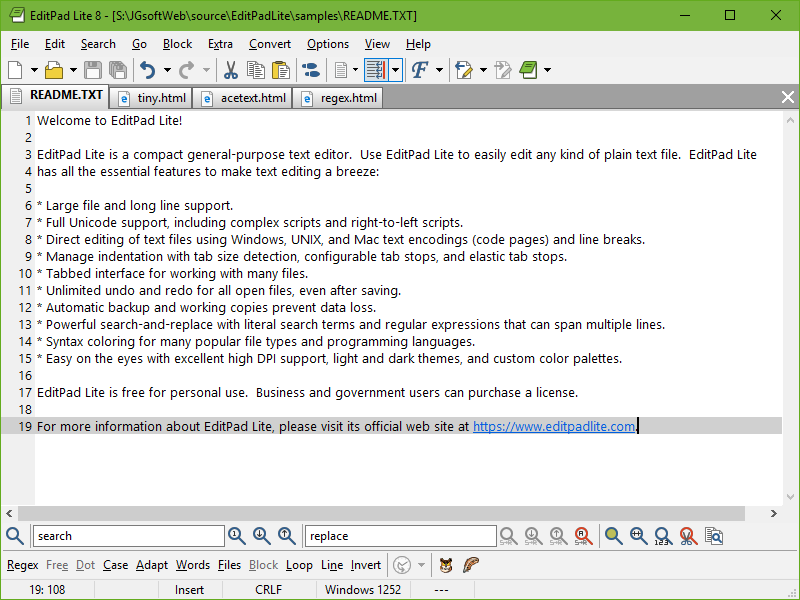 EditPad Lite 8 - [S:\JGsoftWeb\source\EditPadLite\samples\README.TXT]
File Edit Search Go Block Extra Convert Options View Help
README.TXT tiny.html acetext.html regex.html
1 Welcome to EditPad Lite!
2
3 EditPad Lite is a compact general-purpose text editor.  Use EditPad Lite to easily edit any kind of plain text file.  EditPad Lite
4 has all the essential features to make text editing a breeze:
5
6 * Large file and long line support.
7 * Full Unicode support, including complex scripts and right-to-left scripts.
8 * Direct editing of text files using Windows, UNIX, and Mac text encodings (code pages) and line breaks.
9 * Manage indentation with tab size detection, configurable tab stops, and elastic tab stops.
10 * Tabbed interface for working with many files.
11 * Unlimited undo and redo for all open files, even after saving.
12 * Automatic backup and working copies prevent data loss.
13 * Powerful search-and-replace with literal search terms and regular expressions that can span multiple lines.
14 * Syntax coloring for many popular file types and programming languages.
15 * Easy on the eyes with excellent high DPI support, light and dark themes, and custom color palettes.
16
17 EditPad Lite is free for personal use.  Business and government users can purchase a license.
18
19 For more information about EditPad Lite, please visit its official web site at https://www.editpadlite.com.
search replace
Regex Free Dot Case Adapt Words Files Block Loop Line Invert
19: 108 Insert CRLF Windows 1252 ---